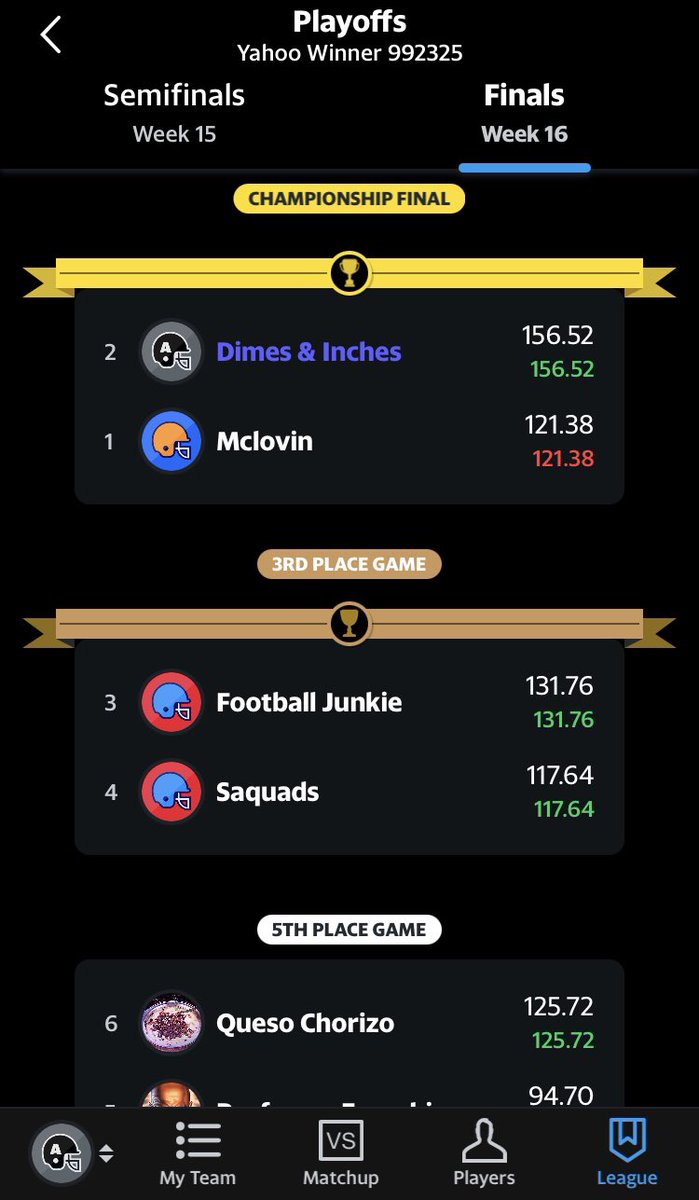 Playoffs
Yahoo Winner 992325
Semifinals
Week 15
Finals
Week 16
CHAMPIONSHIP FINAL
2
A
Dimes & Inches
156.52
156.52
1
Mclovin
121.38
121.38
3RD PLACE GAME
3
Football Junkie
131.76
131.76
4
Saquads
117.64
117.64
5TH PLACE GAME
6
Queso Chorizo
125.72
125.72
94.70
A
My Team
VS
Matchup
Players
League